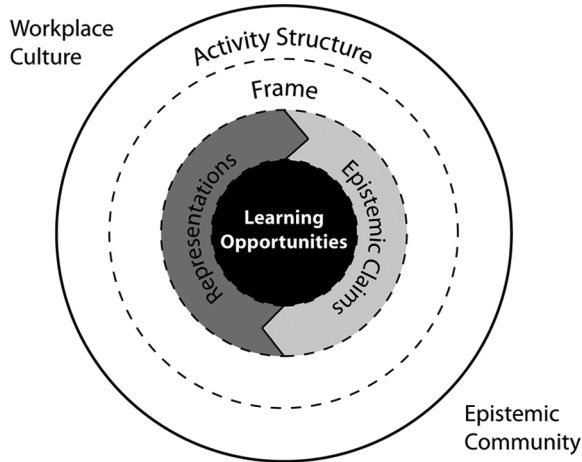 Workplace
Culture
Activity Structure
Frame
Representations
Epistemic Claims
Learning
Opportunities
Epistemic
Community